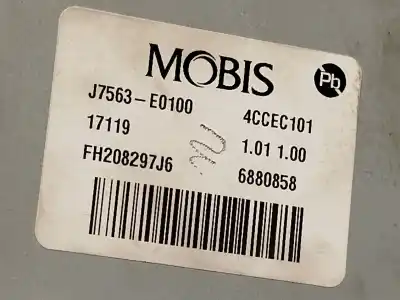 MOBIS
Pb
J7563-E0100 4CCEC101
17119 1.01 1.00
FH208297J6 6880858